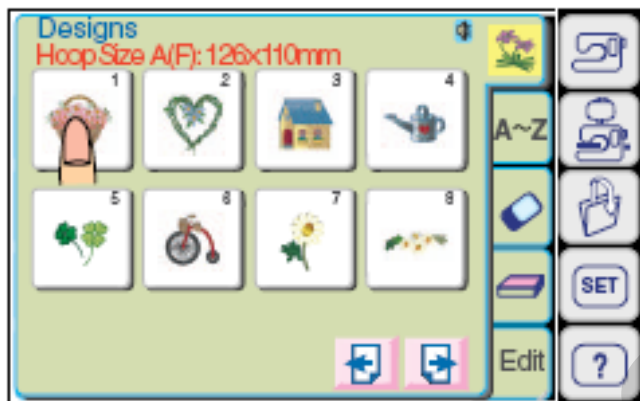 Designs
Hoop Size A(F): 126x110mm
1 2 3 4
A~Z
5 6 7 8
SET
Edit
?